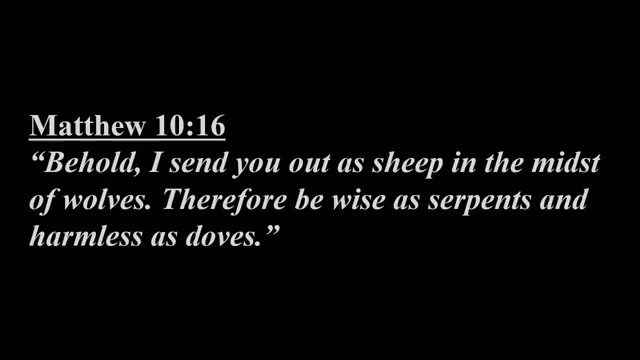 Matthew 10:16
“Behold, I send you out as sheep in the midst
of wolves. Therefore be wise as serpents and
harmless as doves.”